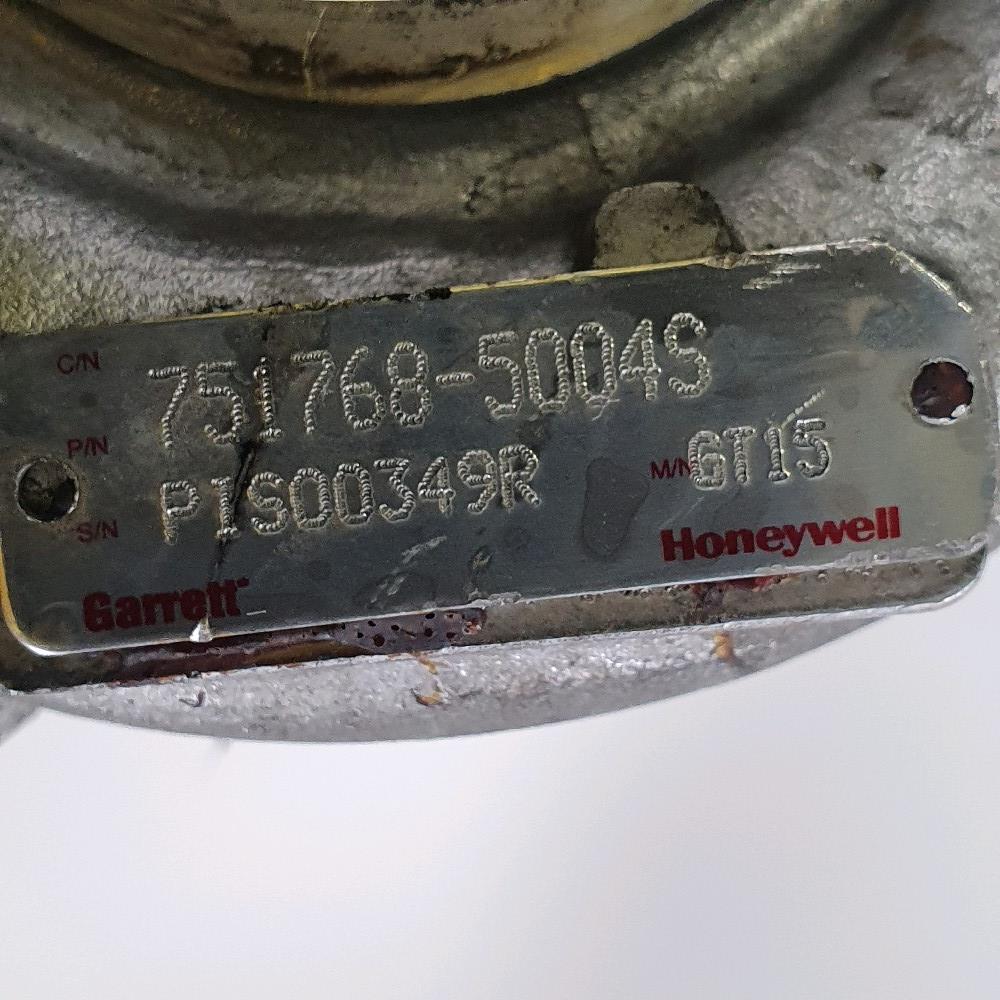 C/N 751768-5004S
P/N
PIS00349R M/N GT15
S/N
Honeywell
Garrett